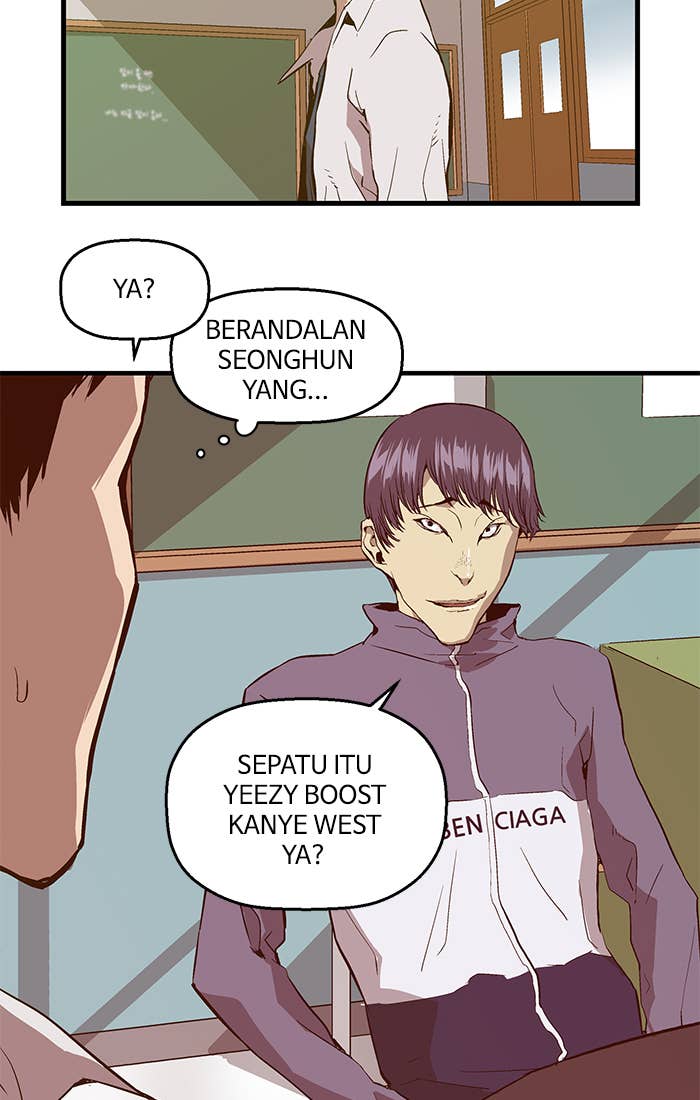 YA?
BERANDALAN
SEONGHUN
YANG...
SEPATU ITU
YEEZY BOOST
KANYE WEST
YA?
BEN CIAGA